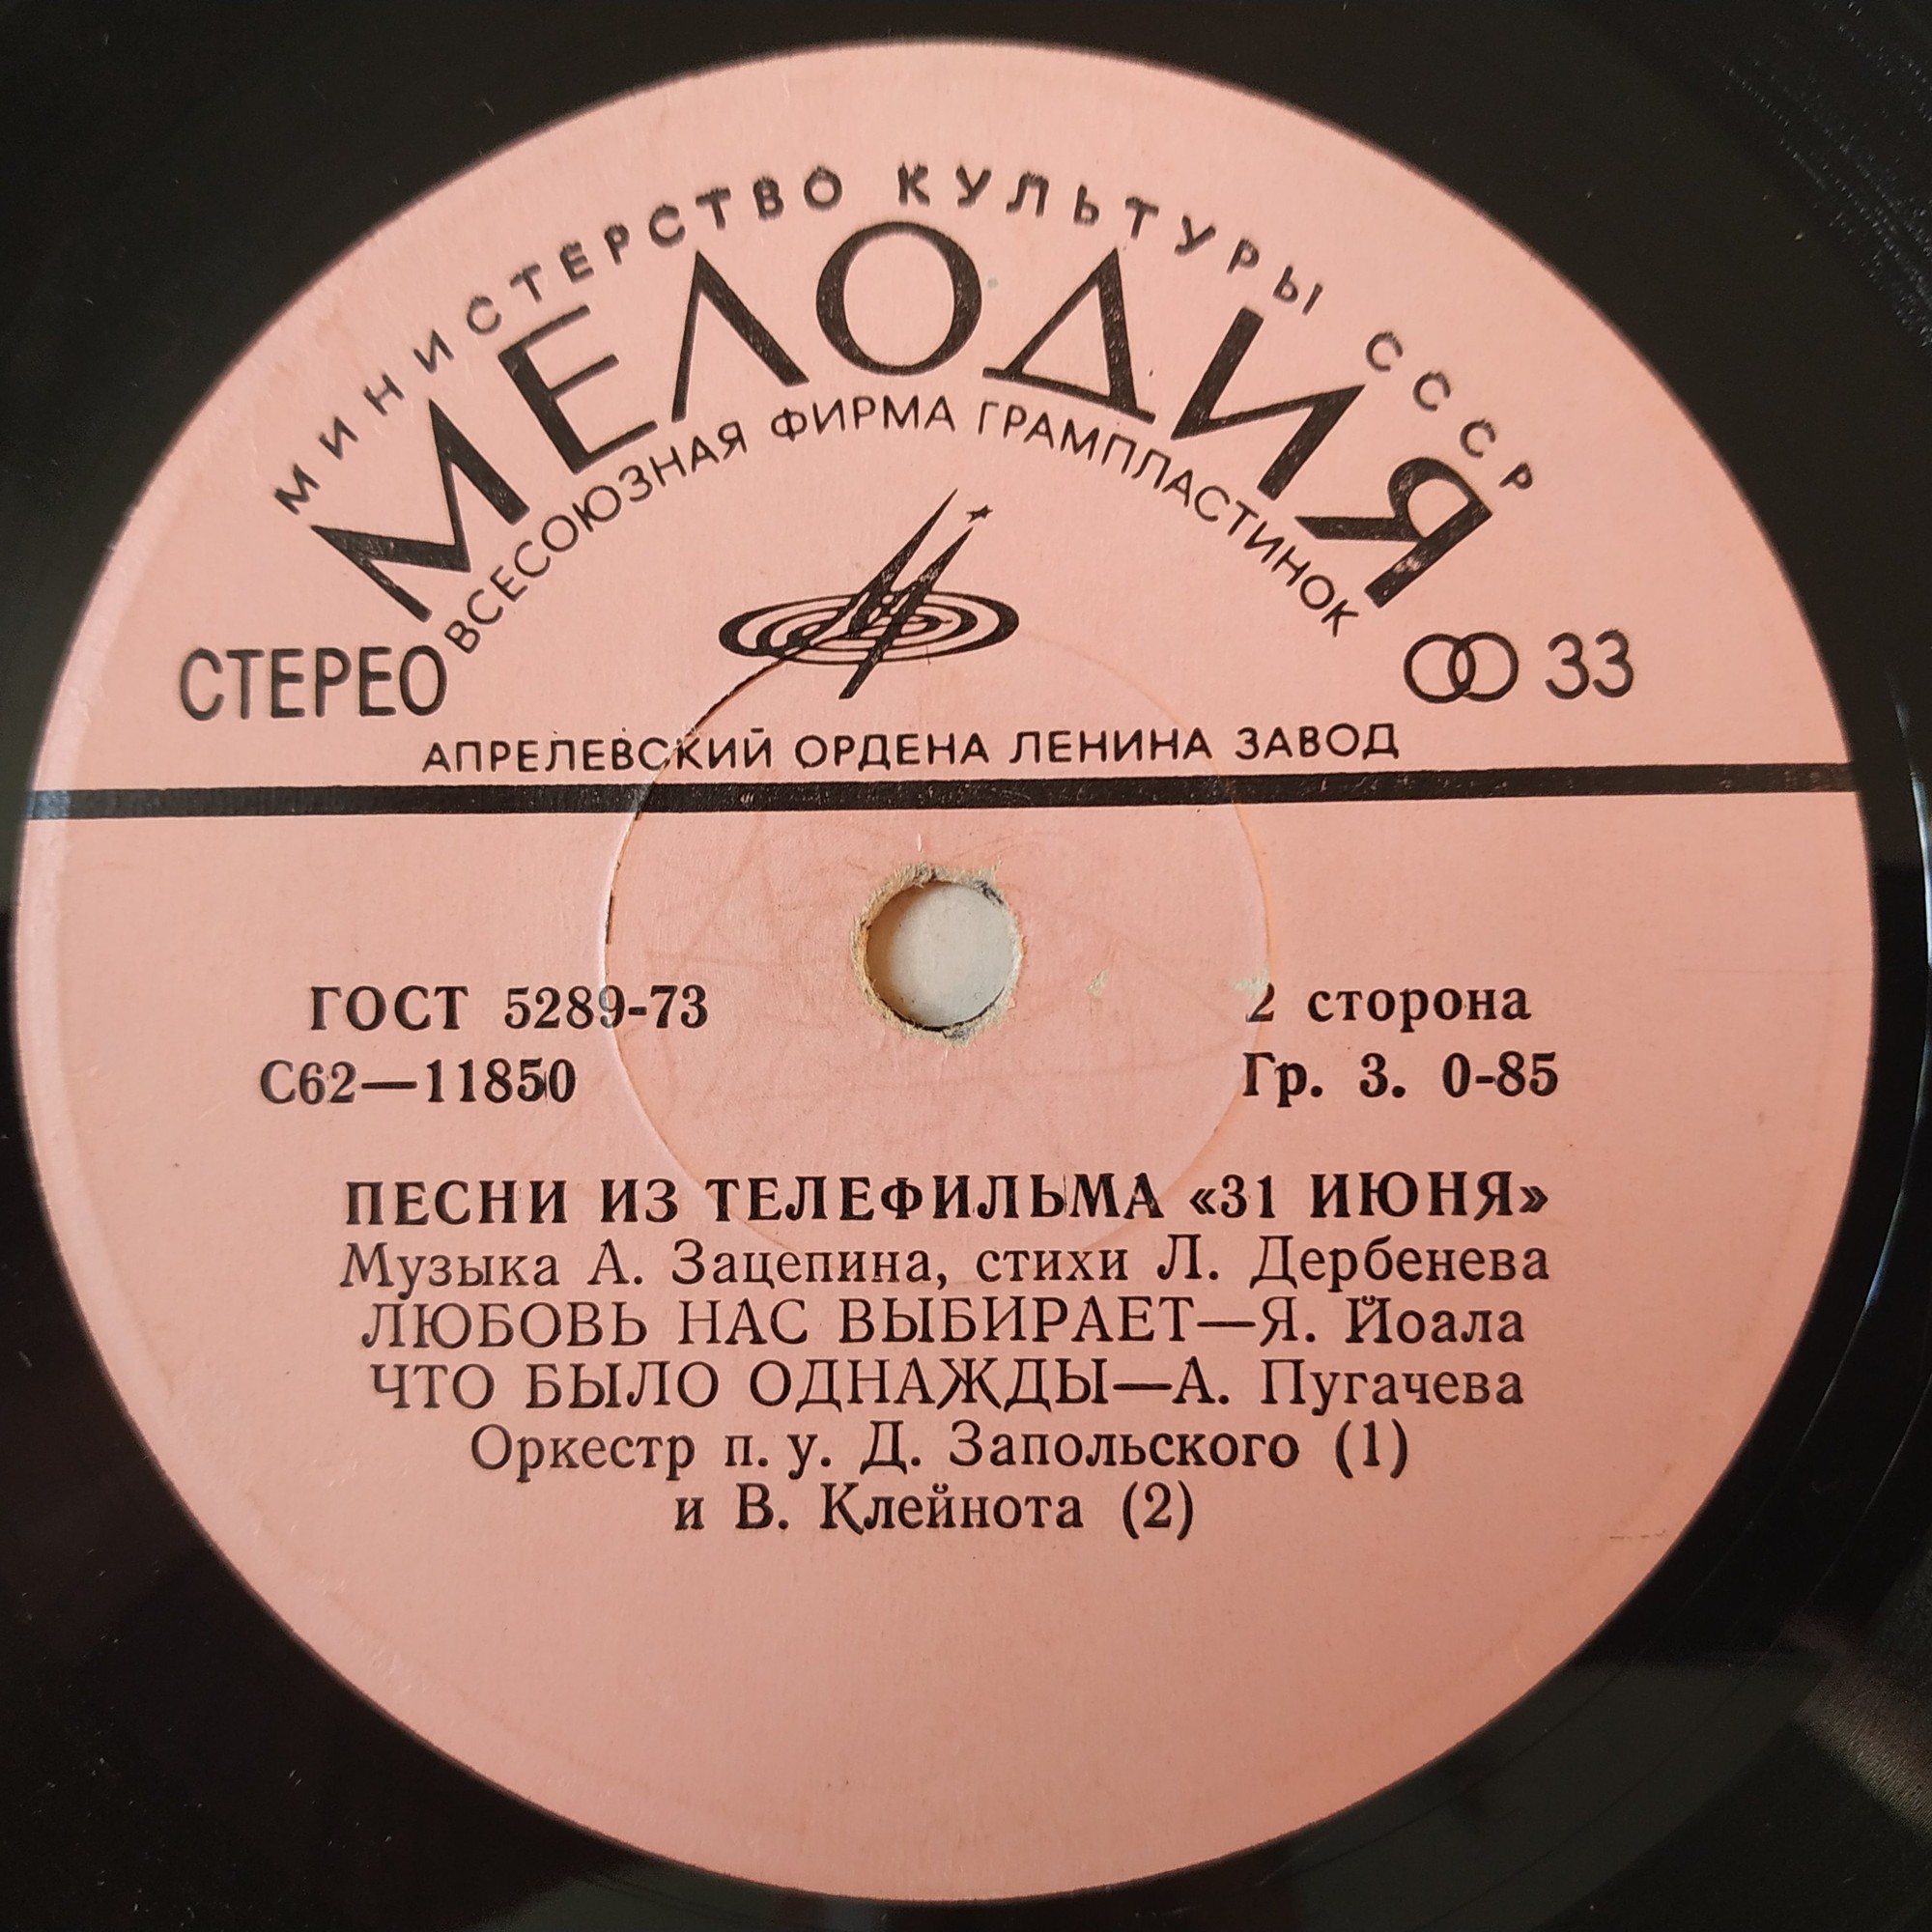 МИНИСТЕРСТВО КУЛЬТУРЫ СССР
МЕЛОДИЯ
ВСЕСОЮЗНАЯ ФИРМА ГРАМПЛАСТИНОК
СТЕРЕО 33
АПРЕЛЕВСКИЙ ОРДЕНА ЛЕНИНА ЗАВОД
ГОСТ 5289-73 2 сторона
С62—11850 Гр. 3. 0-85
ПЕСНИ ИЗ ТЕЛЕФИЛЬМА «31 ИЮНЯ»
Музыка А. Зацепина, стихи Л. Дербенева
ЛЮБОВЬ НАС ВЫБИРАЕТ—Я. Йоала
ЧТО БЫЛО ОДНАЖДЫ—А. Пугачева
Оркестр п. у. Д. Запольского (1)
и В. Клейнота (2)